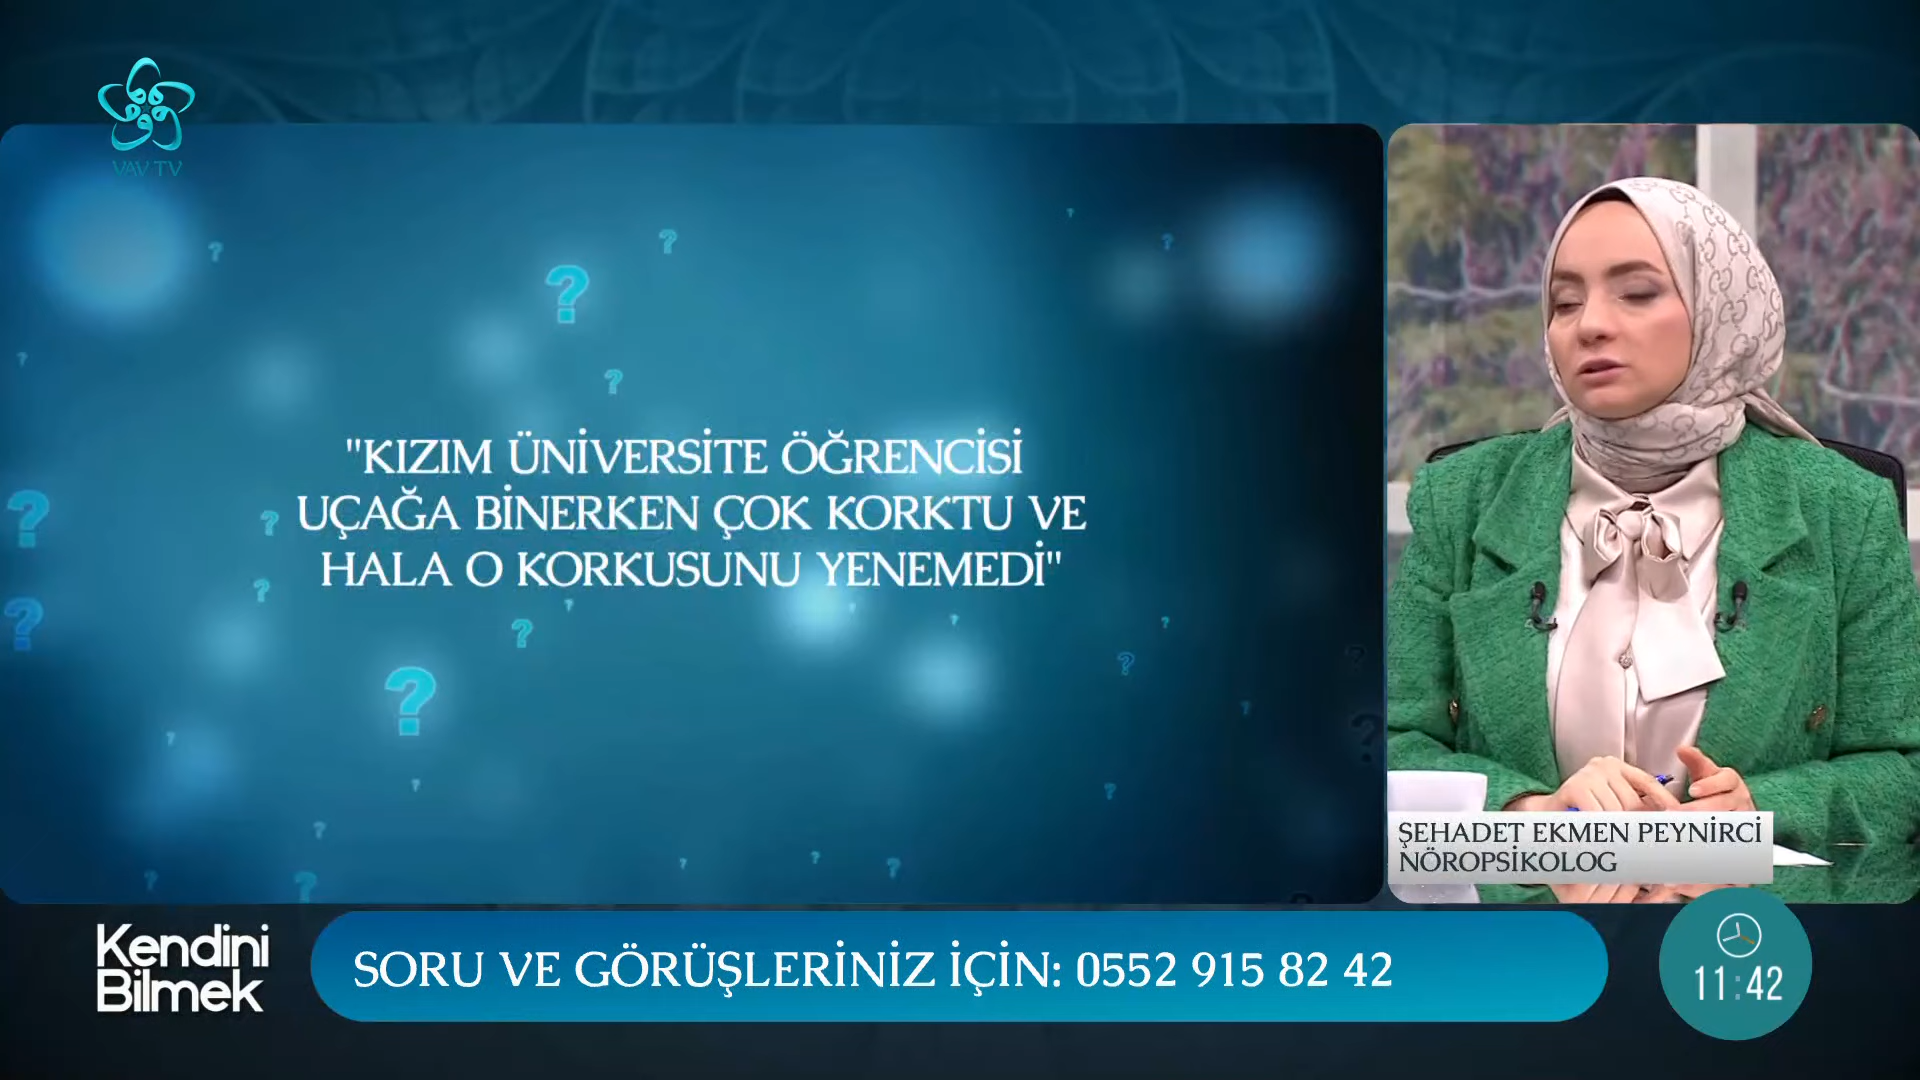 VAV TV
"KIZIM ÜNİVERSİTE ÖĞRENCİSİ
UÇAĞA BİNERKEN ÇOK KORKTU VE
HALA O KORKUSUNU YENEMEDİ"
ŞEHADET EKMEN PEYNİRCİ
NÖROPSİKOLOG
Kendini
Bilmek
SORU VE GÖRÜŞLERİNİZ İÇİN: 0552 915 82 42
11:42